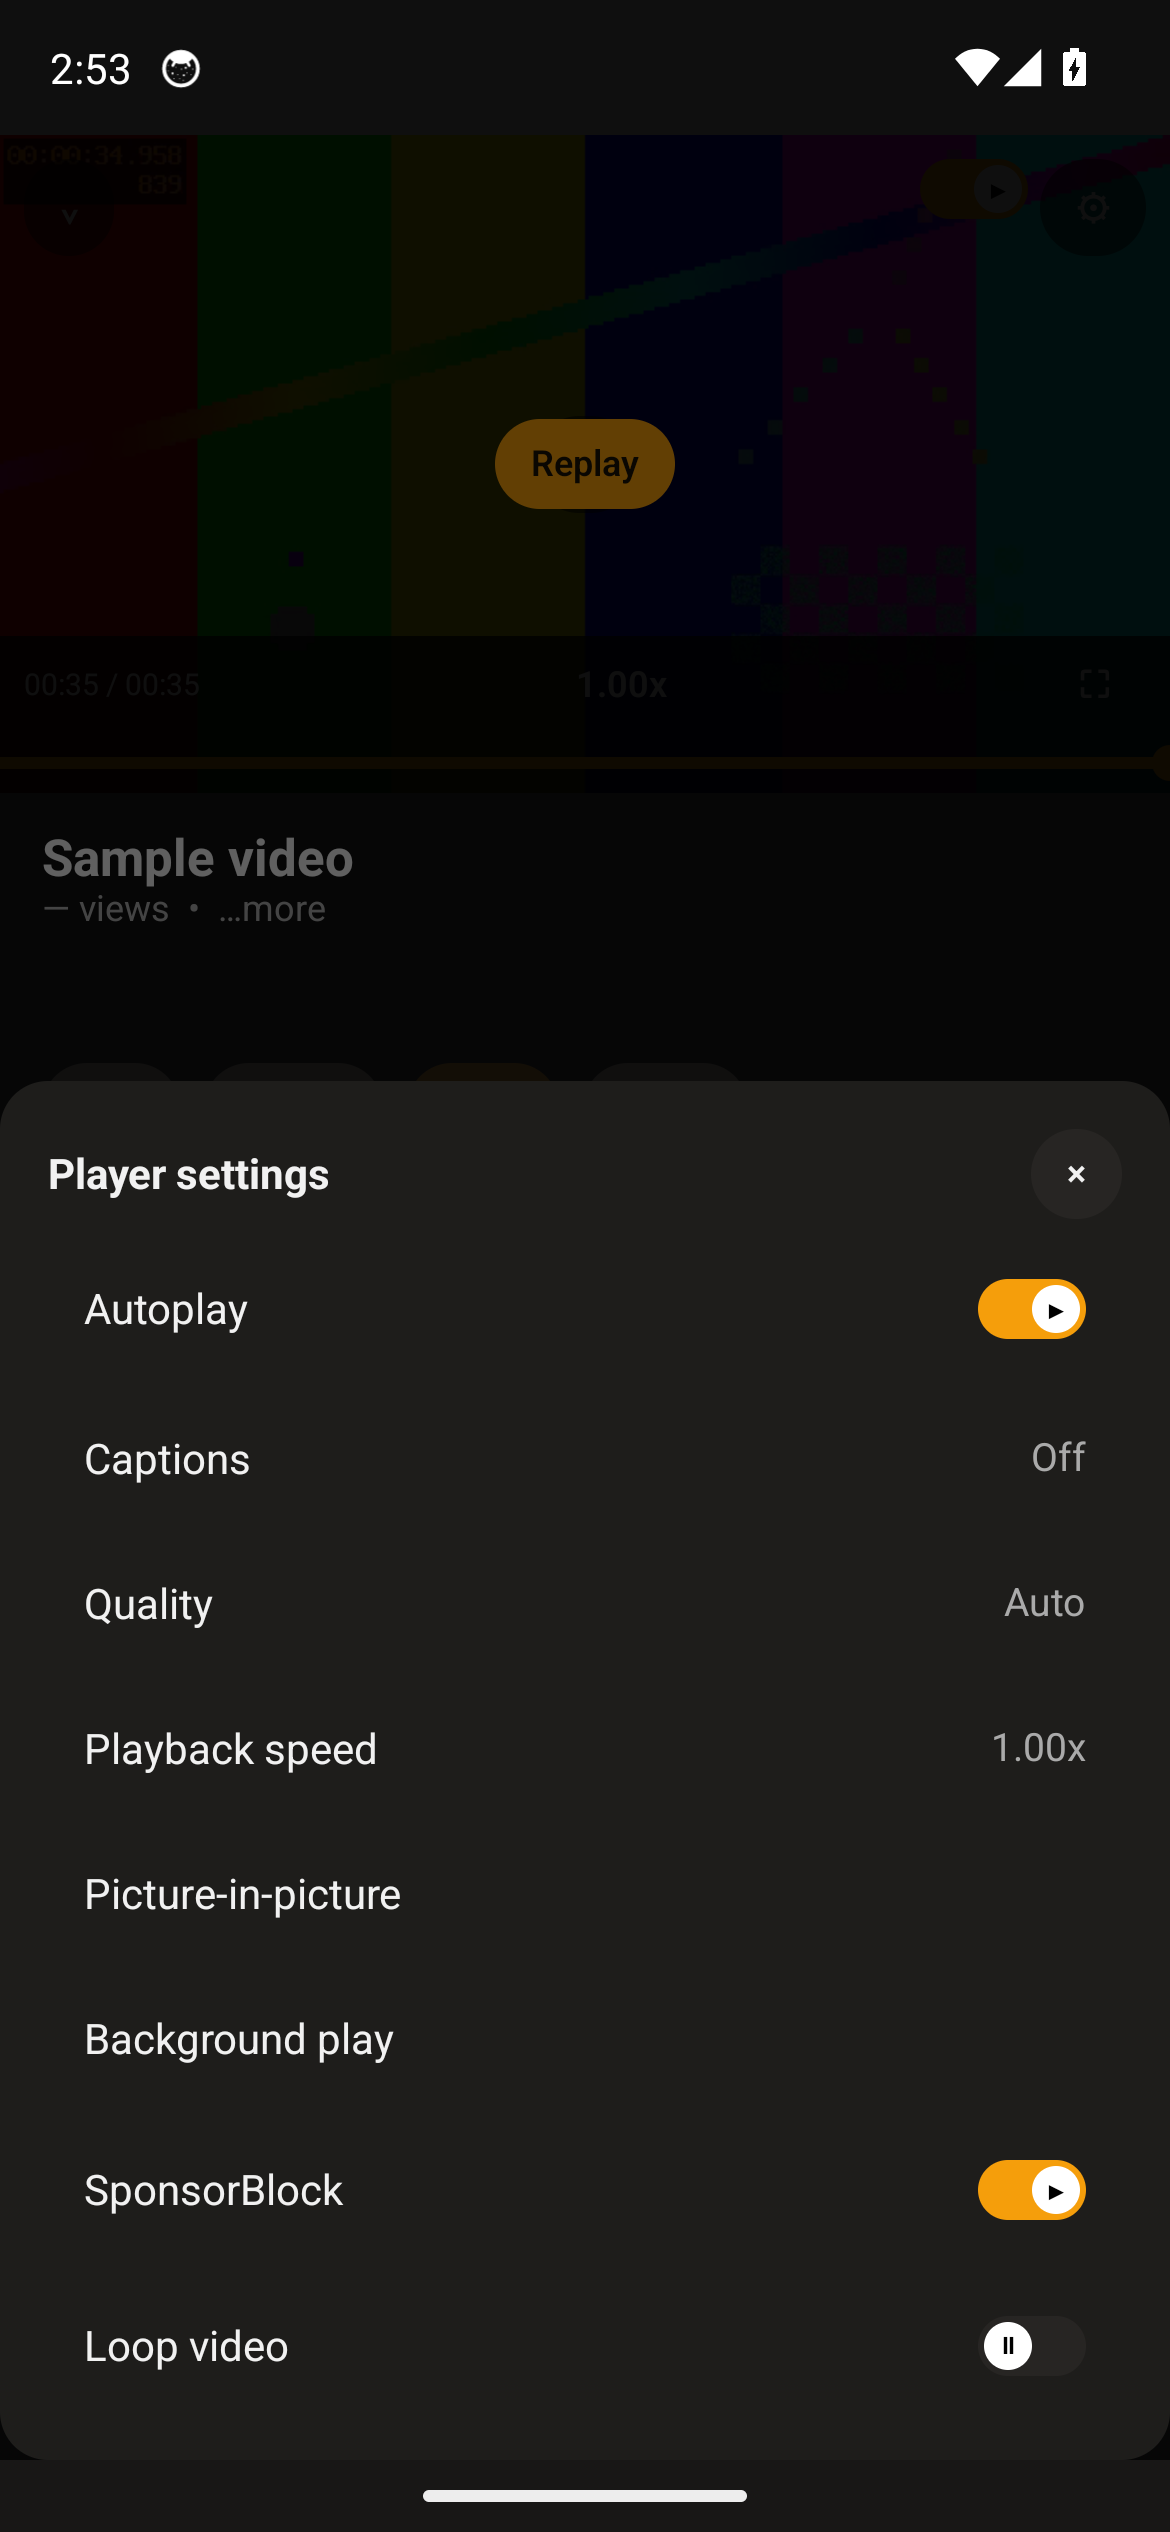 2:53
00:00:34.958
839
Replay
00:35 / 00:35
1.00x
Sample video
— views • …more
Player settings
Autoplay
Captions
Off
Quality
Auto
Playback speed
1.00x
Picture-in-picture
Background play
SponsorBlock
Loop video